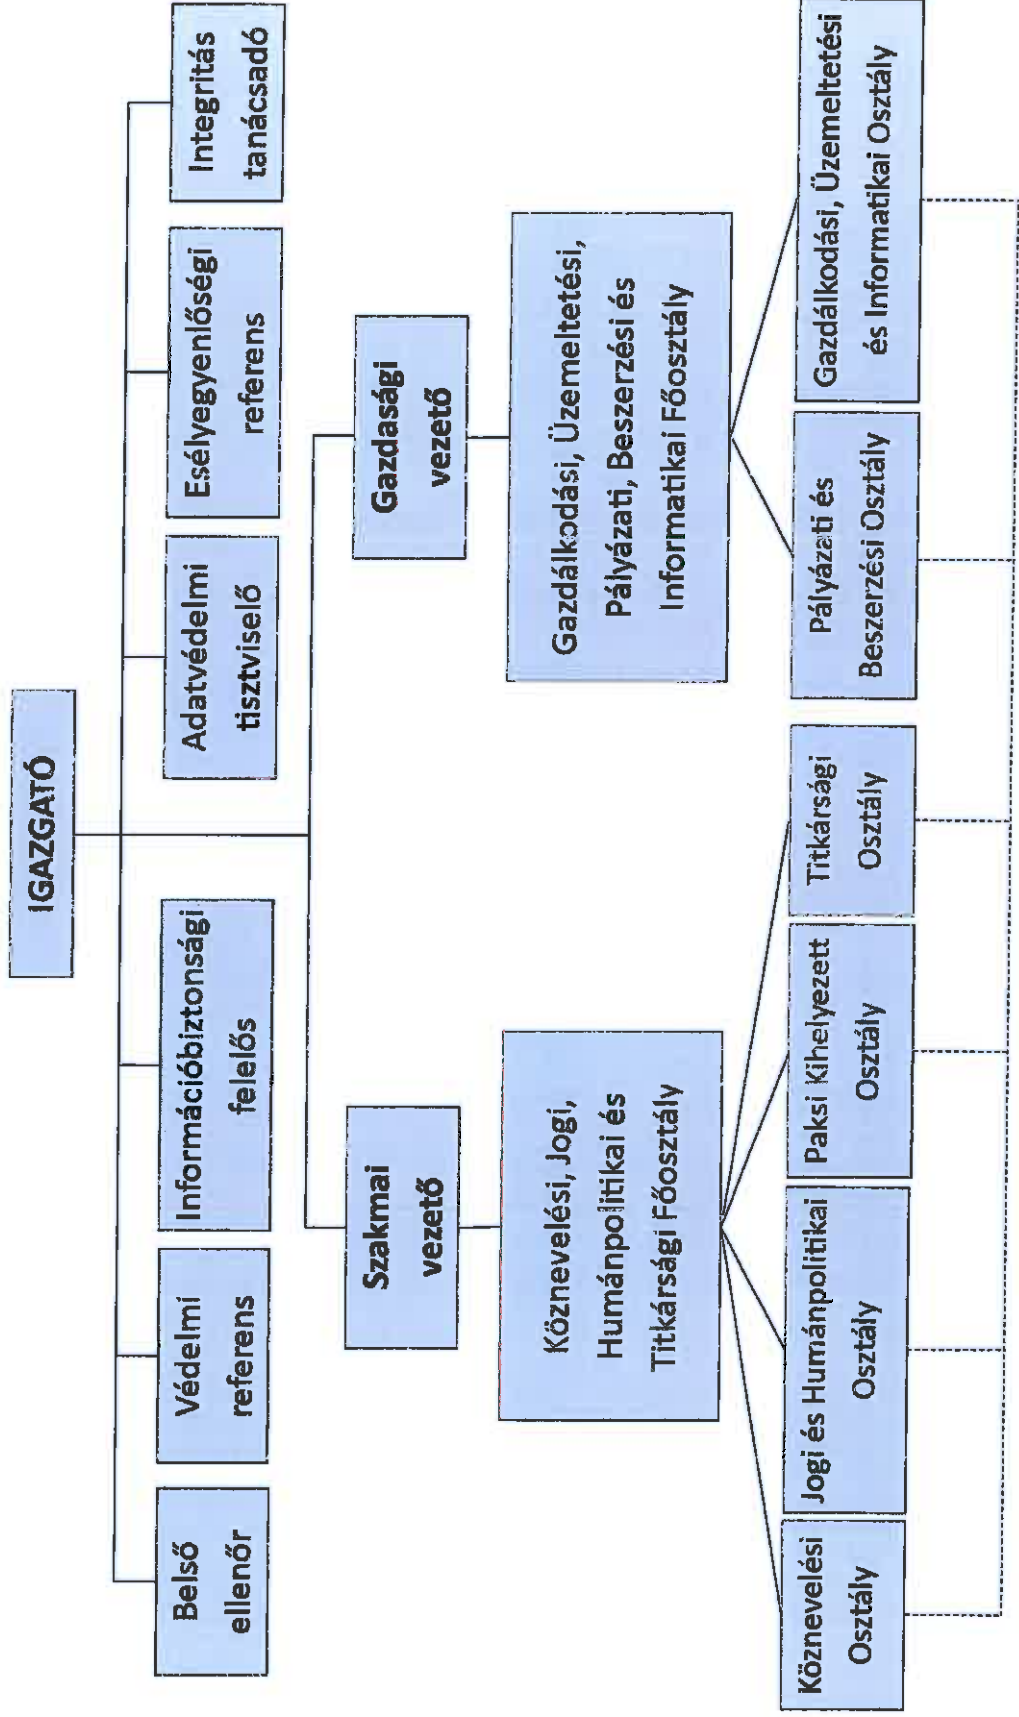 IGAZGATÓ
Belső
ellenőr
Védelmi
referens
Információbiztonsági
felelős
Adatvédelmi
tisztviselő
Esélyegyenlőségi
referens
Integritás
tanácsadó
Szakmai
vezető
Gazdasági
vezető
Köznevelési, Jogi,
Humánpolitikai és
Titkársági Főosztály
Gazdálkodási, Üzemeltetési,
Pályázati, Beszerzési és
Informatikai Főosztály
Köznevelési
Osztály
Jogi és Humánpolitikai
Osztály
Paksi Kihelyezett
Osztály
Titkársági
Osztály
Pályázati és
Beszerzési Osztály
Gazdálkodási, Üzemeltetési
és Informatikai Osztály